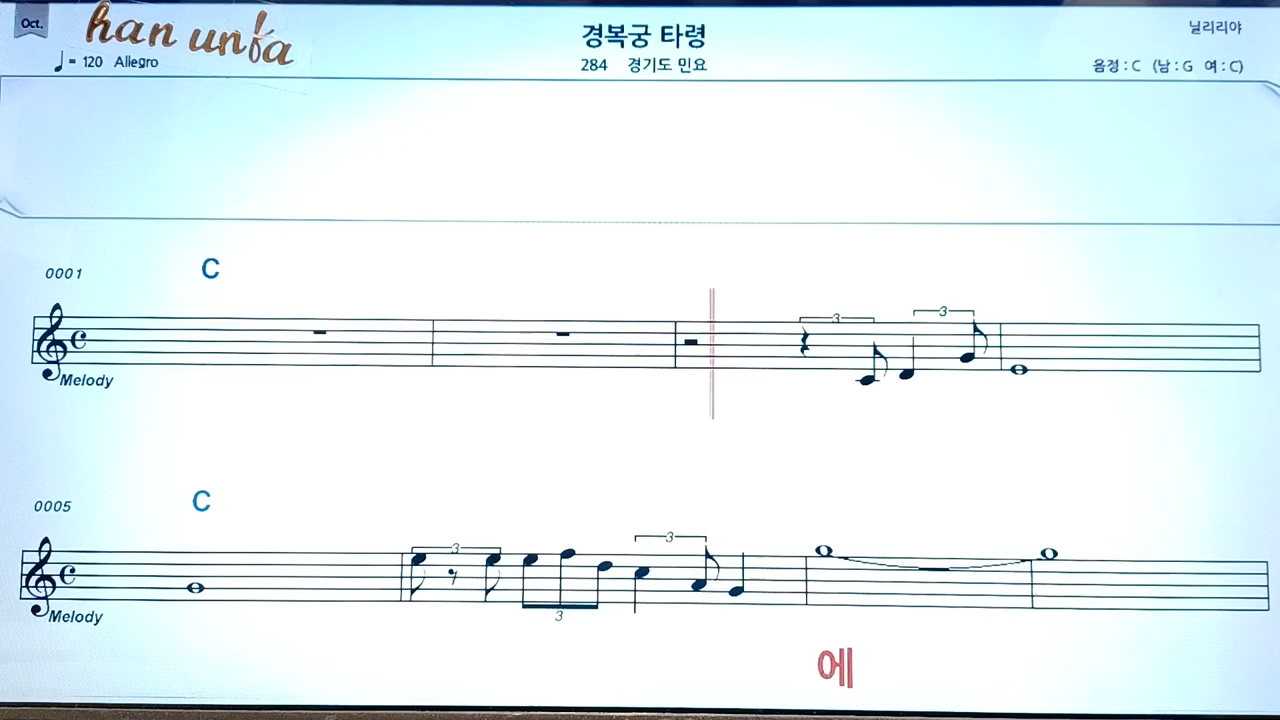 Oct.
han unfa
경복궁 타령
닐리리야
♩ = 120 Allegro
284 경기도 민요
음정 : C (남 : G 여 : C)
0001
C
3
3
Melody
0005
C
3
3
3
Melody
에